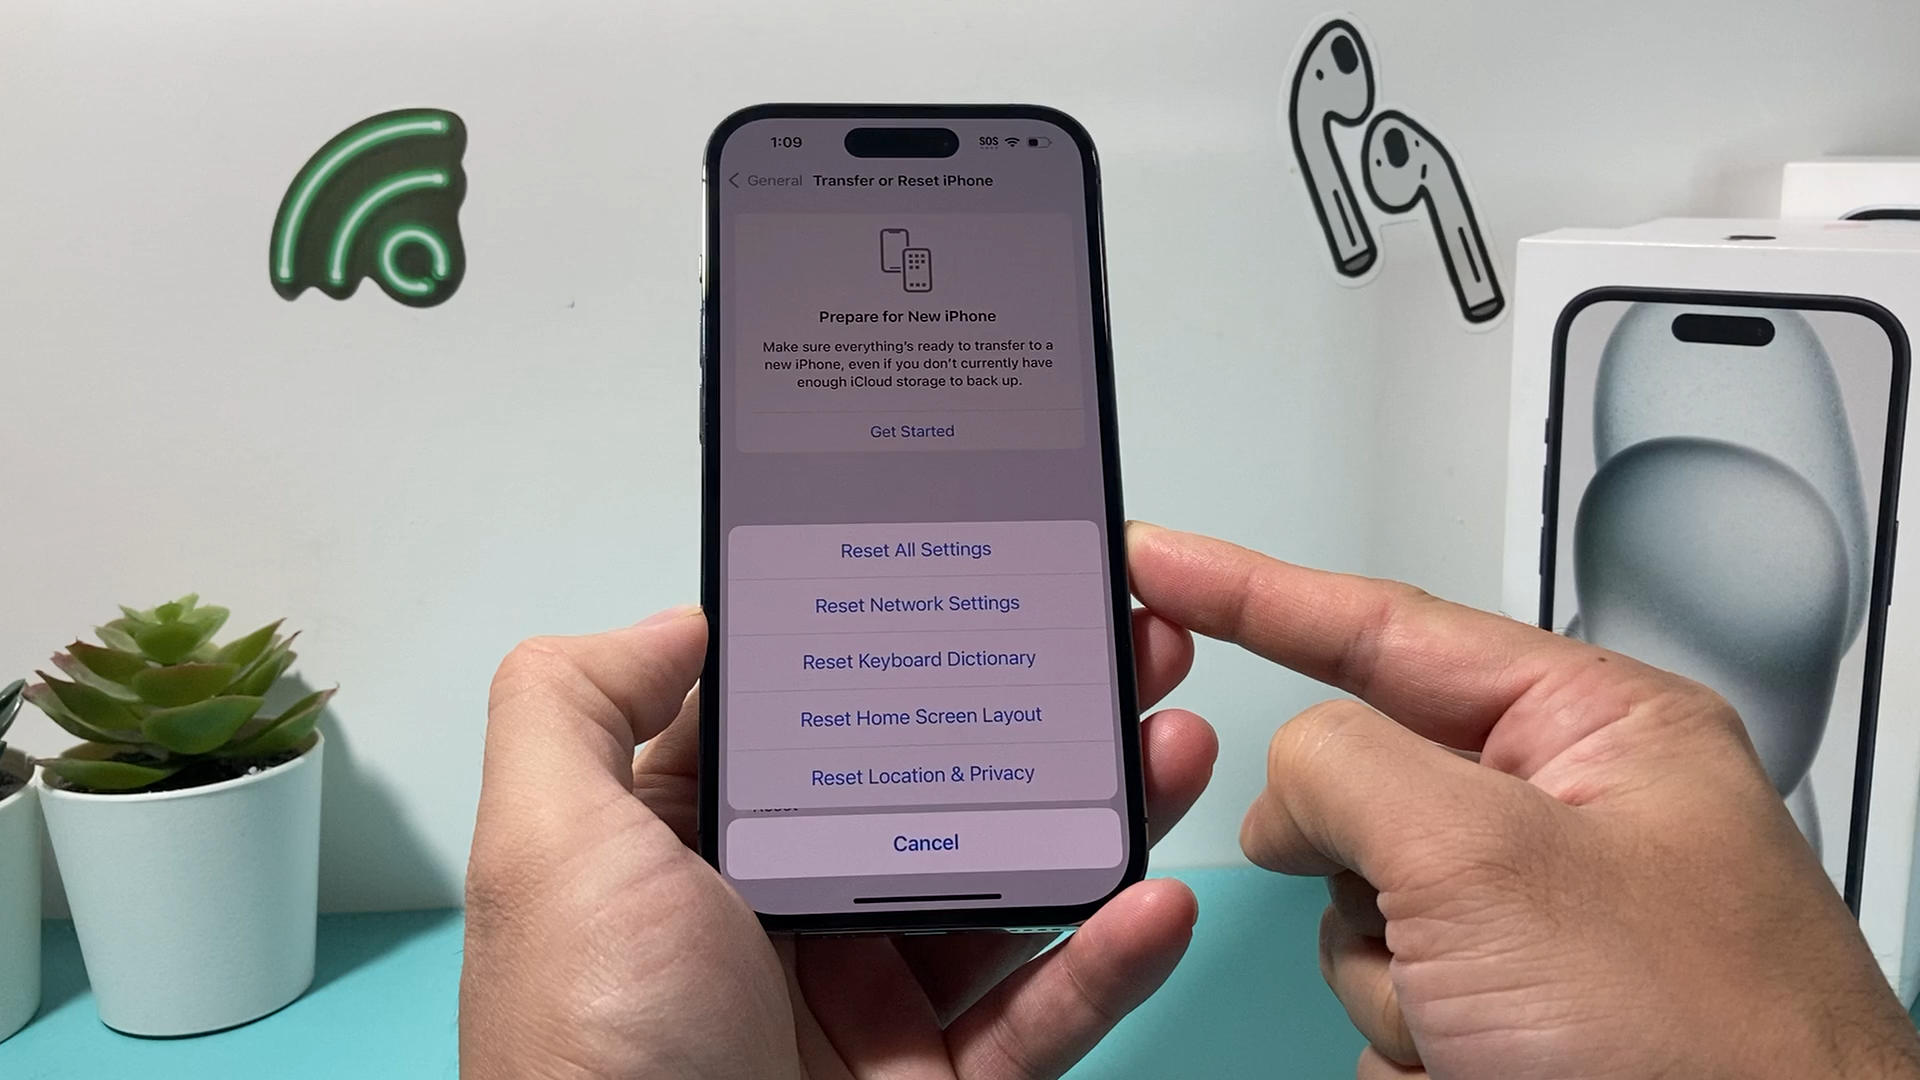 1:09
SOS
General
Transfer or Reset iPhone
Prepare for New iPhone
Make sure everything's ready to transfer to a
new iPhone, even if you don't currently have
enough iCloud storage to back up.
Get Started
Reset All Settings
Reset Network Settings
Reset Keyboard Dictionary
Reset Home Screen Layout
Reset Location & Privacy
Reset
Cancel